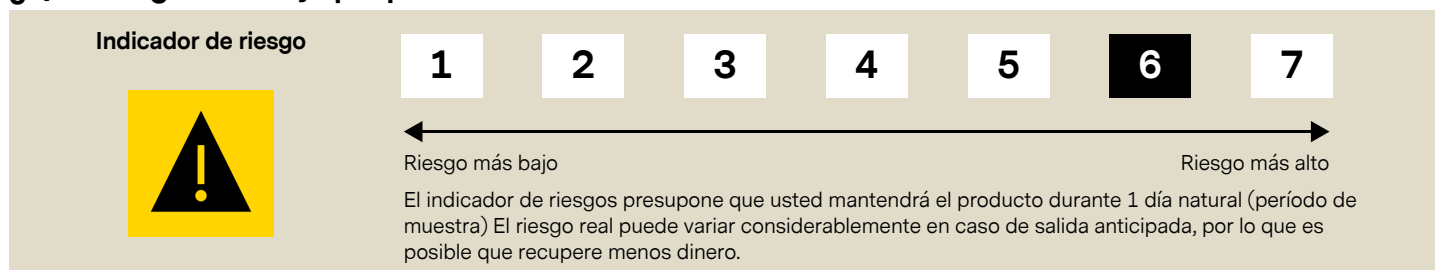 Indicador de riesgo
1 2 3 4 5 6 7
Riesgo más bajo Riesgo más alto
El indicador de riesgos presupone que usted mantendrá el producto durante 1 día natural (período de
muestra) El riesgo real puede variar considerablemente en caso de salida anticipada, por lo que es
posible que recupere menos dinero.